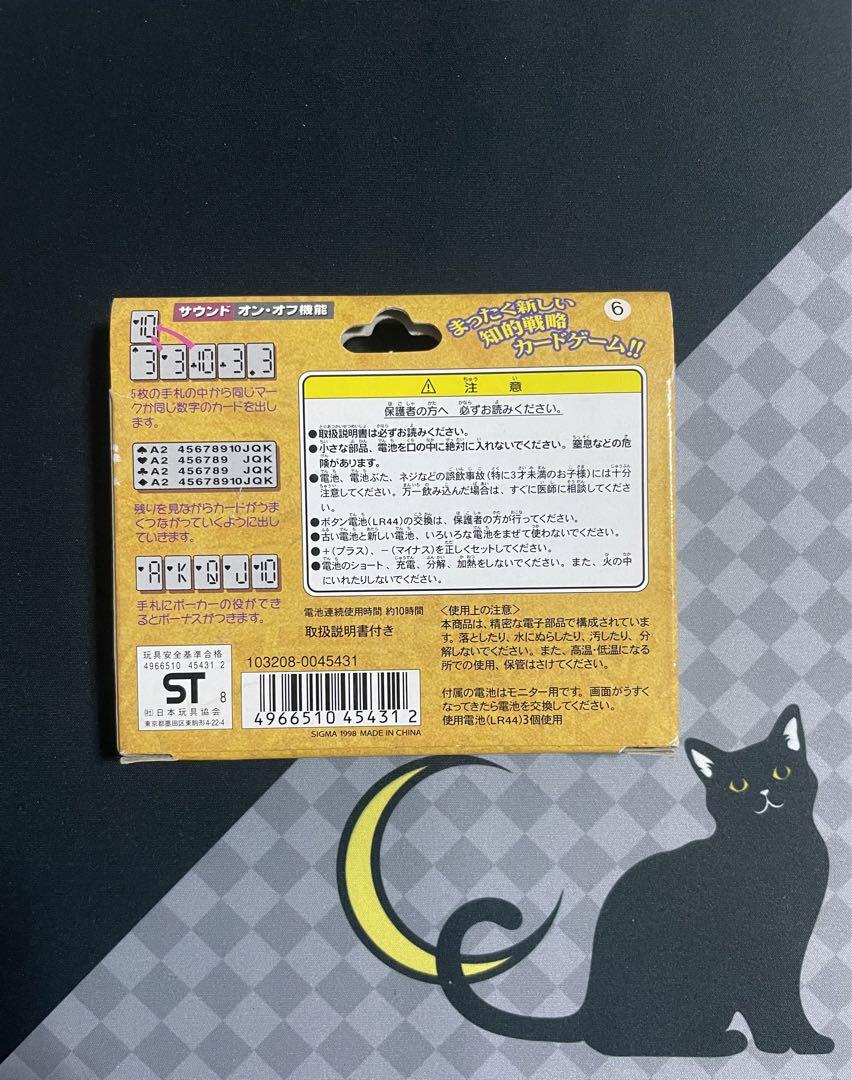 サウンド オン・オフ機能
まったく新しい
知的戦略
カードゲーム!!
6
♥10
♠3 ♥3 ♣10 ♣3 ♦3
5枚の手札の中から同じマー
クか同じ数字のカードを出し
ます。
♠A2 45678910JQK
♥A2 456789 JQK
♣A2 456789 JQK
♦A2 45678910JQK
残りを見ながらカードがうま
くつながっていくように出し
ていきます。
♥A ♥K ♥Q ♥J ♥10
手札にポーカーの役ができ
るとボーナスがつきます。
⚠ 注意
保護者の方へ 必ずお読みください。
●取扱説明書は必ずお読みください。
●小さな部品、電池を口の中に絶対に入れないでください。窒息などの危
険があります。
●電池、電池ぶた、ネジなどの誤飲事故(特に3才未満のお子様)には十分
注意してください。万一飲み込んだ場合は、すぐに医師に相談してくださ
い。
●ボタン電池(LR44)の交換は、保護者の方が行ってください。
●古い電池と新しい電池、いろいろな電池をまぜて使わないでください。
●+(プラス)、-(マイナス)を正しくセットしてください。
●電池のショート、充電、分解、加熱をしないでください。また、火の中
にいれたりしないでください。
電池連続使用時間 約10時間
取扱説明書付き
<使用上の注意>
本商品は、精密な電子部品で構成されていま
す。落としたり、水にぬらしたり、汚したり、分
解しないでください。また、高温・低温になる
所での使用、保管はさけてください。
付属の電池はモニター用です。画面がうすく
なってきたら電池を交換してください。
使用電池(LR44)3個使用
玩具安全基準合格
4966510 45431 2
ST 8
(社)日本玩具協会
東京都墨田区東駒形4-22-4
103208-0045431
4966510 454312
SIGMA 1998 MADE IN CHINA